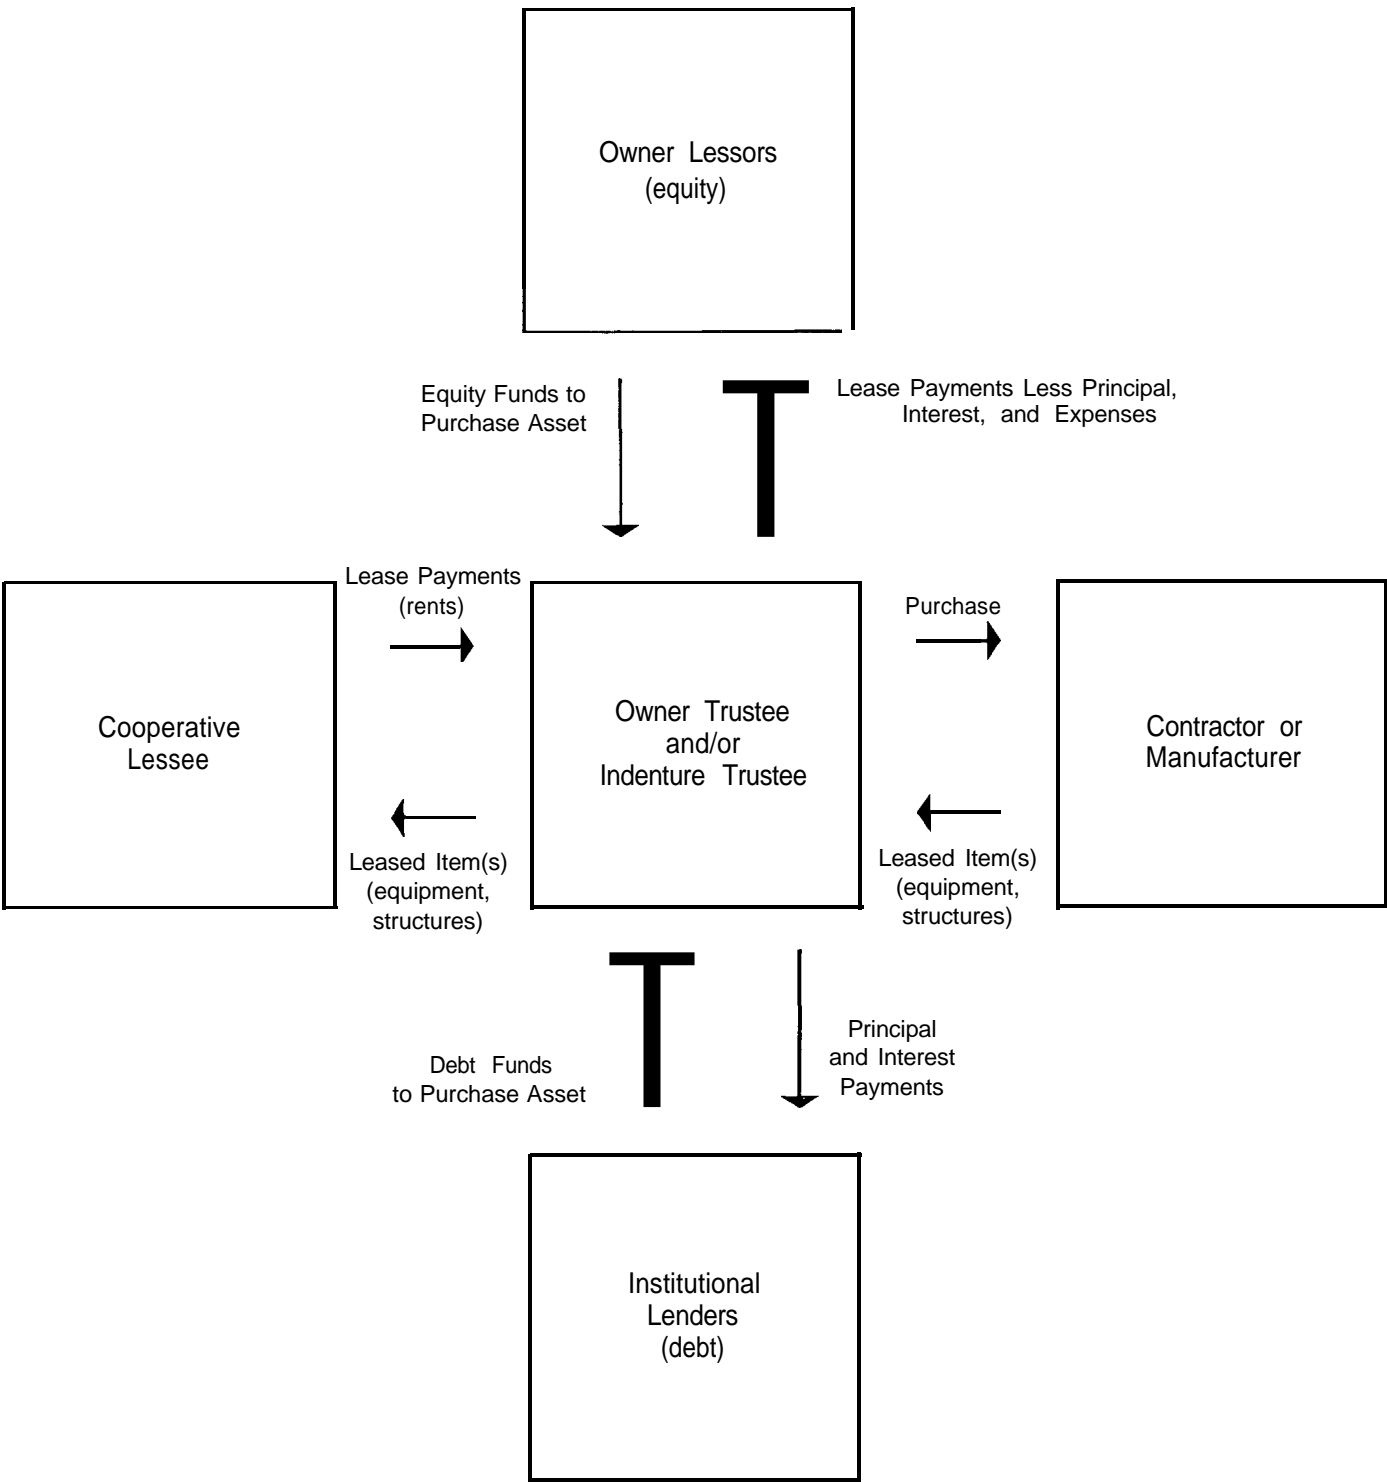 Owner Lessors
(equity)
Equity Funds to
Purchase Asset
Lease Payments Less Principal,
Interest, and Expenses
Lease Payments
(rents)
Purchase
Cooperative
Lessee
Owner Trustee
and/or
Indenture Trustee
Contractor or
Manufacturer
Leased Item(s)
(equipment,
structures)
Leased Item(s)
(equipment,
structures)
Debt Funds
to Purchase Asset
Principal
and Interest
Payments
Institutional
Lenders
(debt)